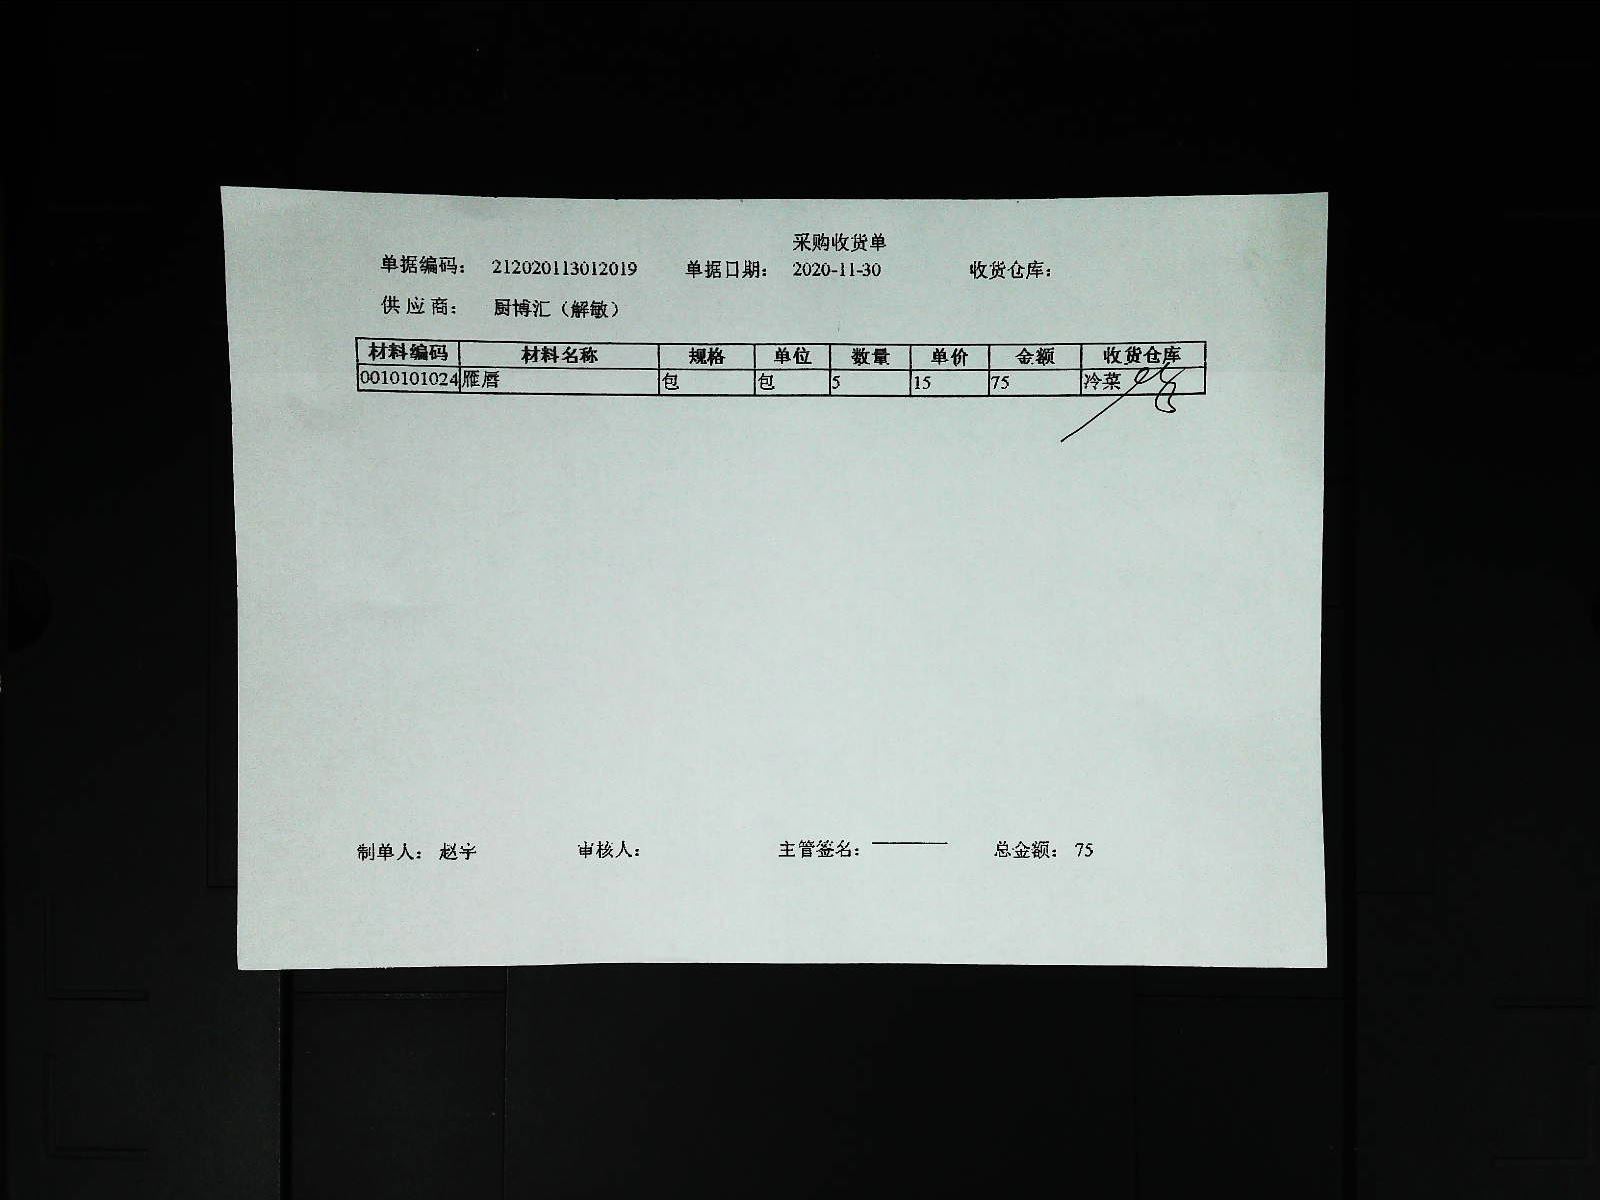 采购收货单
单据编码： 212020113012019 单据日期： 2020-11-30 收货仓库：
供应商： 厨博汇（解敏）
材料编码 材料名称 规格 单位 数量 单价 金额 收货仓库
0010101024 雁唇 包 包 5 15 75 冷菜
制单人： 赵宇 审核人： 主管签名： 总金额： 75